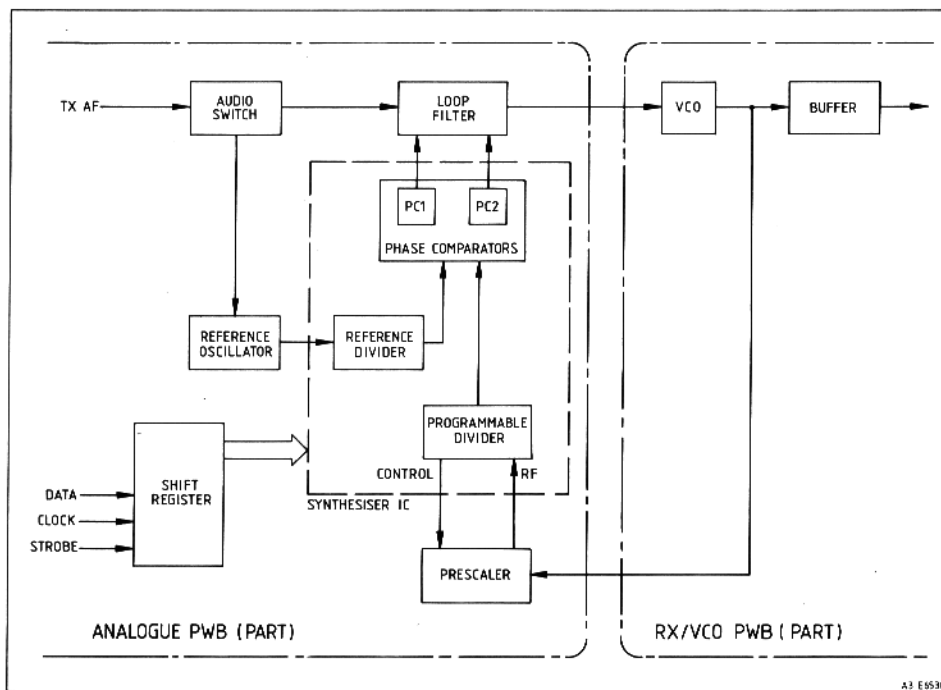 TX AF
AUDIO
SWITCH
LOOP
FILTER
VCO
BUFFER
PC1
PC2
PHASE COMPARATORS
REFERENCE
OSCILLATOR
REFERENCE
DIVIDER
PROGRAMMABLE
DIVIDER
CONTROL
RF
SHIFT
REGISTER
DATA
CLOCK
STROBE
SYNTHESISER IC
PRESCALER
ANALOGUE PWB (PART)
RX/VCO PWB (PART)